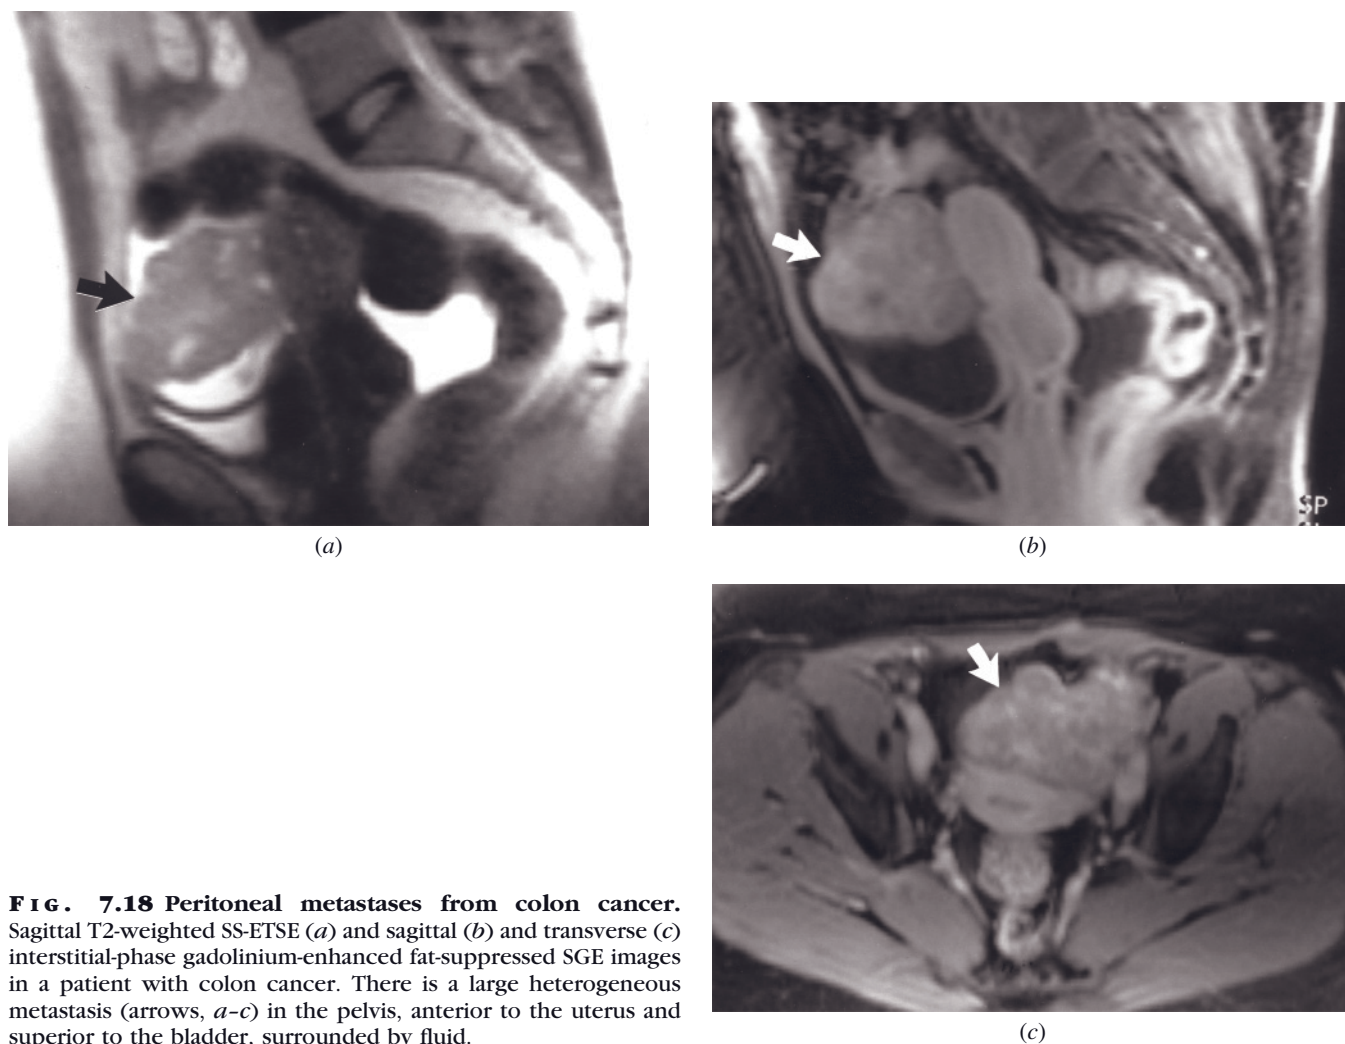 (a)
SP
(b)
(c)
FIG. 7.18 Peritoneal metastases from colon cancer.
Sagittal T2-weighted SS-ETSE (a) and sagittal (b) and transverse (c)
interstitial-phase gadolinium-enhanced fat-suppressed SGE images
in a patient with colon cancer. There is a large heterogeneous
metastasis (arrows, a–c) in the pelvis, anterior to the uterus and
superior to the bladder, surrounded by fluid.